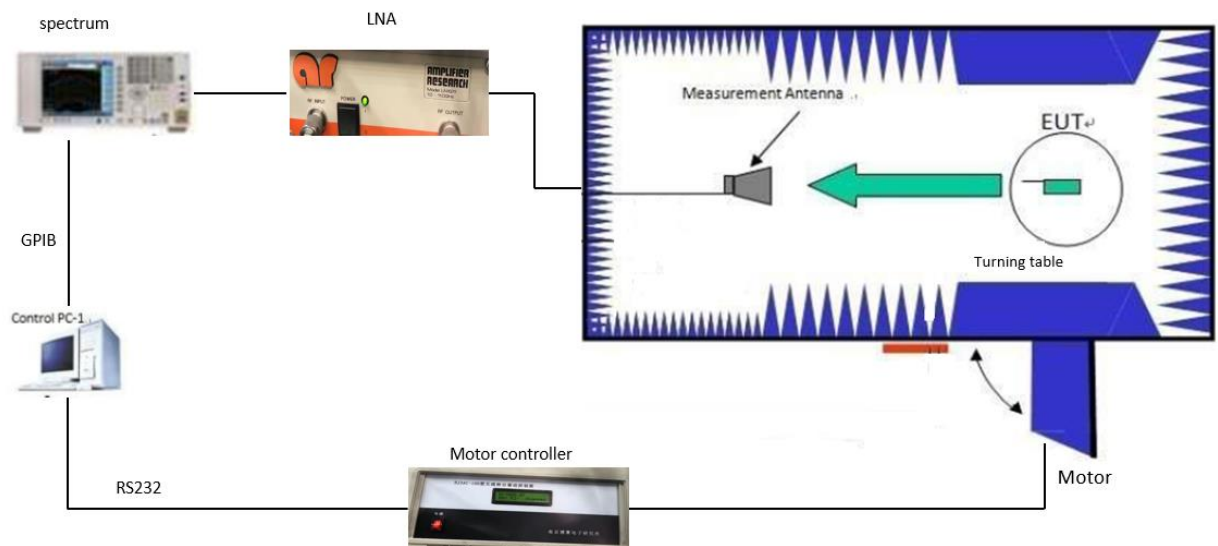 spectrum
LNA
ar
AMPLIFIER
RESEARCH
RF INPUT
POWER
RF OUTPUT
Measurement Antenna
EUT
Turning table
GPIB
Control PC-1
Motor controller
RS232
Motor